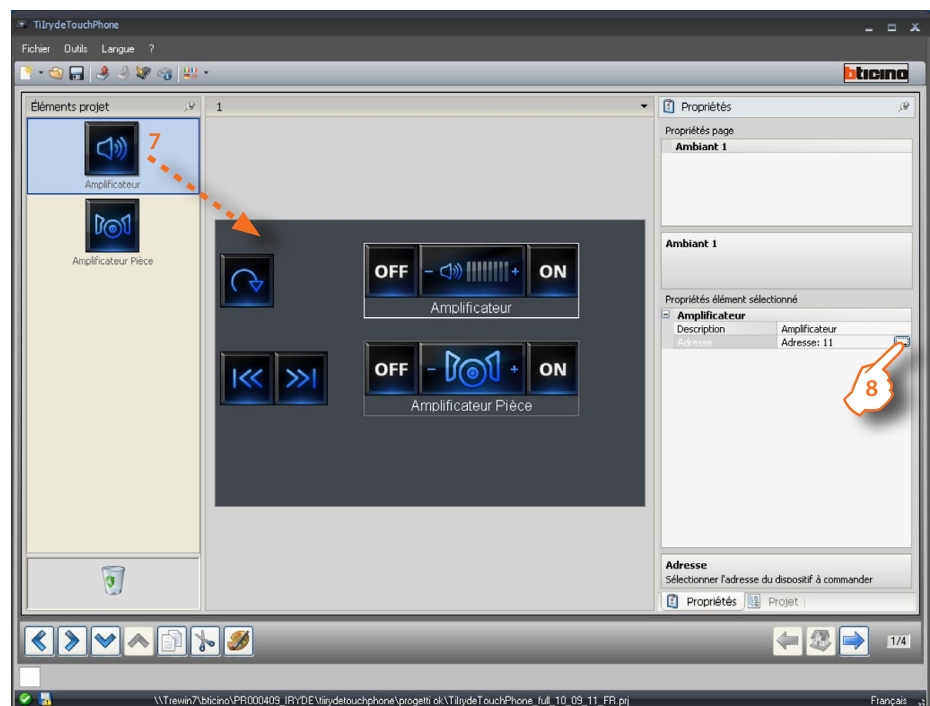 TiIrydeTouchPhone
Fichier Outils Langue ?
bticino
Éléments projet
1
Propriétés
7
Amplificateur
Amplificateur Pièce
OFF - + ON
Amplificateur
OFF - + ON
Amplificateur Pièce
Propriétés page
Ambiant 1
Ambiant 1
Propriétés élément sélectionné
Amplificateur
Description Amplificateur
Adresse Adresse: 11
8
Adresse
Sélectionner l'adresse du dispositif à commander
Propriétés Projet
1/4
\\Trewin7\bticino\PR000409_IRYDE\tiirydetouchphone\progetti ok\TiIrydeTouchPhone_full_10_09_11_FR.prj
Français